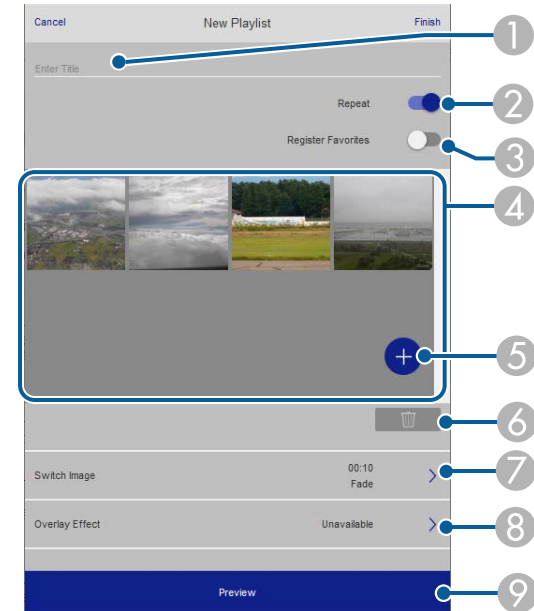 Cancel New Playlist Finish
1
Enter Title
Repeat
2
Register Favorites
3
4
+
5
6
Switch Image 00:10
Fade
7
Overlay Effect Unavailable
8
Preview
9